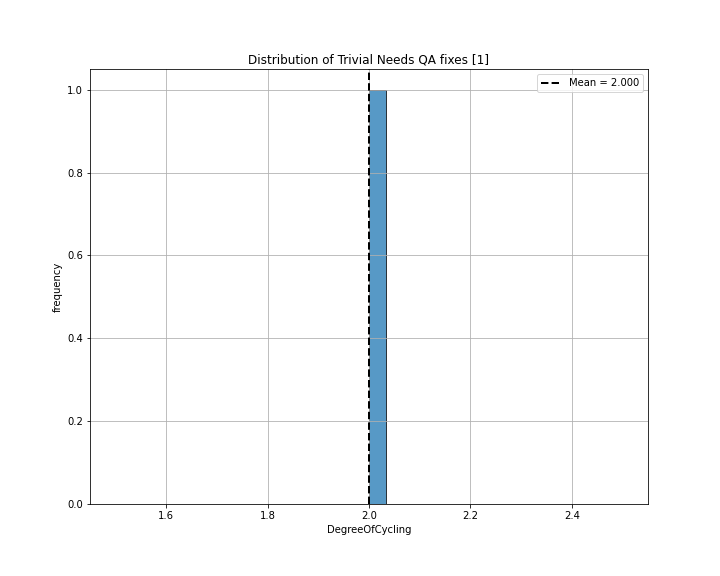 Distribution of Trivial Needs QA fixes [1]
Mean = 2.000
1.0
0.8
0.6
0.4
0.2
0.0
frequency
1.6
1.8
2.0
2.2
2.4
DegreeOfCycling